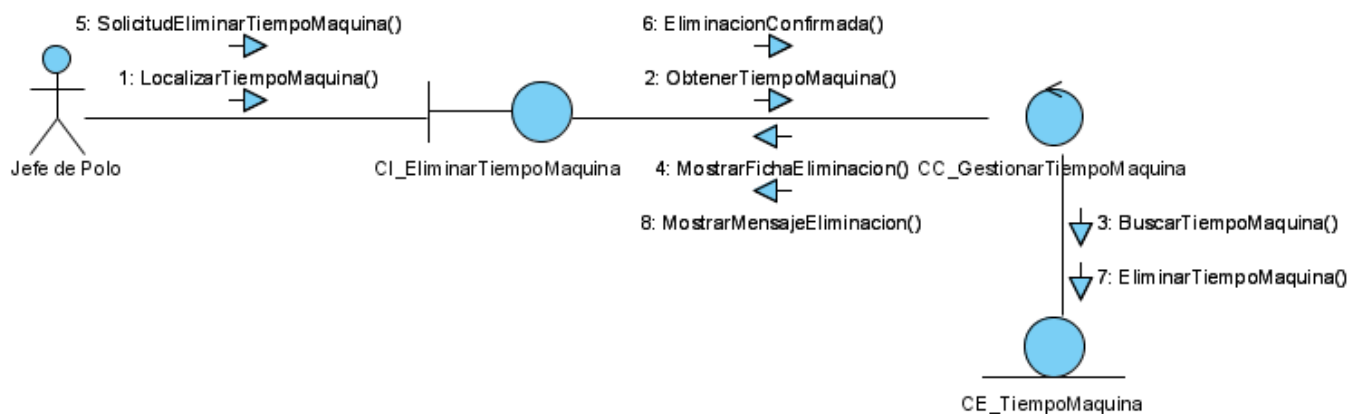 5: SolicitudEliminarTiempoMaquina()
6: EliminacionConfirmada()
1: LocalizarTiempoMaquina()
2: ObtenerTiempoMaquina()
Jefe de Polo
CI_EliminarTiempoMaquina
4: MostrarFichaEliminacion()
CC_GestionarTiempoMaquina
8: MostrarMensajeEliminacion()
3: BuscarTiempoMaquina()
7: EliminarTiempoMaquina()
CE_TiempoMaquina